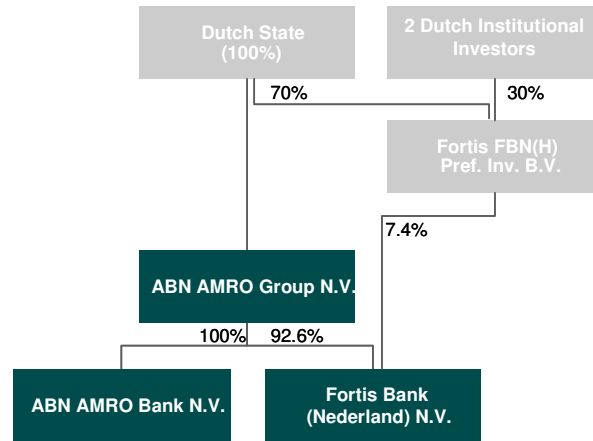 Dutch State
(100%)
2 Dutch Institutional
Investors
70%
30%
Fortis FBN(H)
Pref. Inv. B.V.
7.4%
ABN AMRO Group N.V.
100%
92.6%
ABN AMRO Bank N.V.
Fortis Bank
(Nederland) N.V.